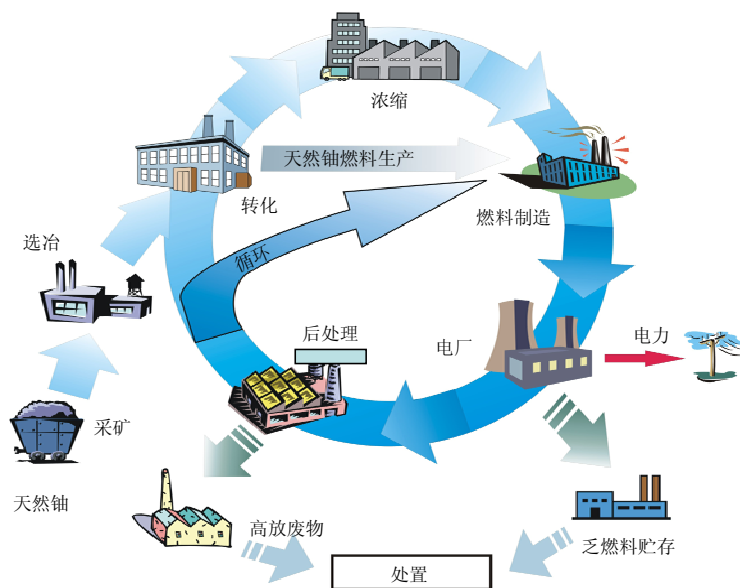 浓缩
天然铀燃料生产
转化
燃料制造
选冶
循环
后处理
电厂
电力
采矿
天然铀
高放废物
乏燃料贮存
处置